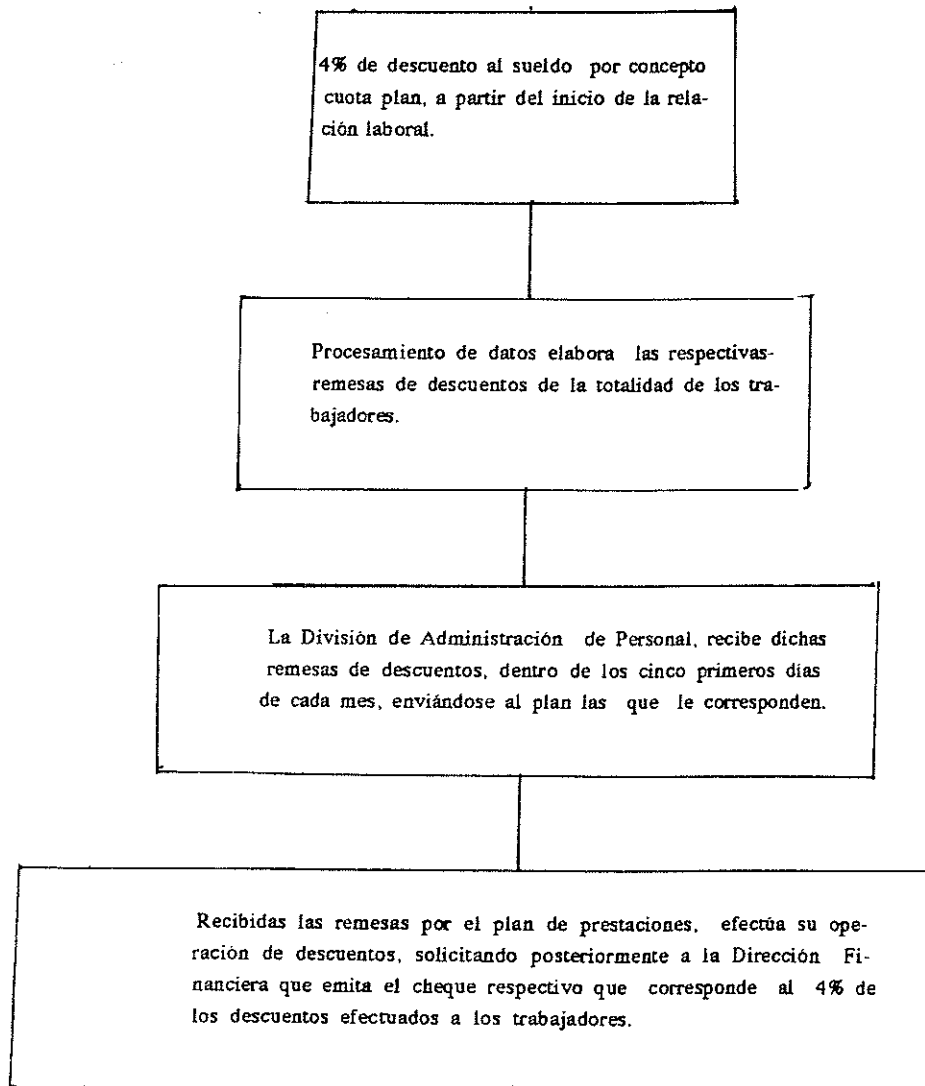 4% de descuento al sueldo por concepto
cuota plan, a partir del inicio de la rela-
ción laboral.
Procesamiento de datos elabora las respectivas-
remesas de descuentos de la totalidad de los tra-
bajadores.
La División de Administración de Personal, recibe dichas
remesas de descuentos, dentro de los cinco primeros días
de cada mes, enviándose al plan las que le corresponden.
Recibidas las remesas por el plan de prestaciones, efectúa su ope-
ración de descuentos, solicitando posteriormente a la Dirección Fi-
nanciera que emita el cheque respectivo que corresponde al 4% de
los descuentos efectuados a los trabajadores.